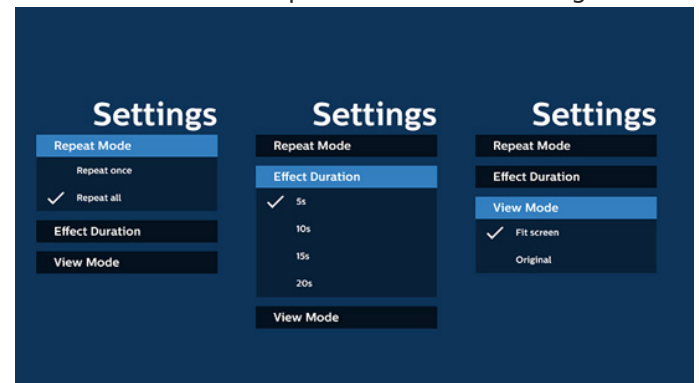 Settings
Repeat Mode
Repeat once
Repeat all
Effect Duration
View Mode
Settings
Repeat Mode
Effect Duration
5s
10s
15s
20s
View Mode
Settings
Repeat Mode
Effect Duration
View Mode
Fit screen
Original